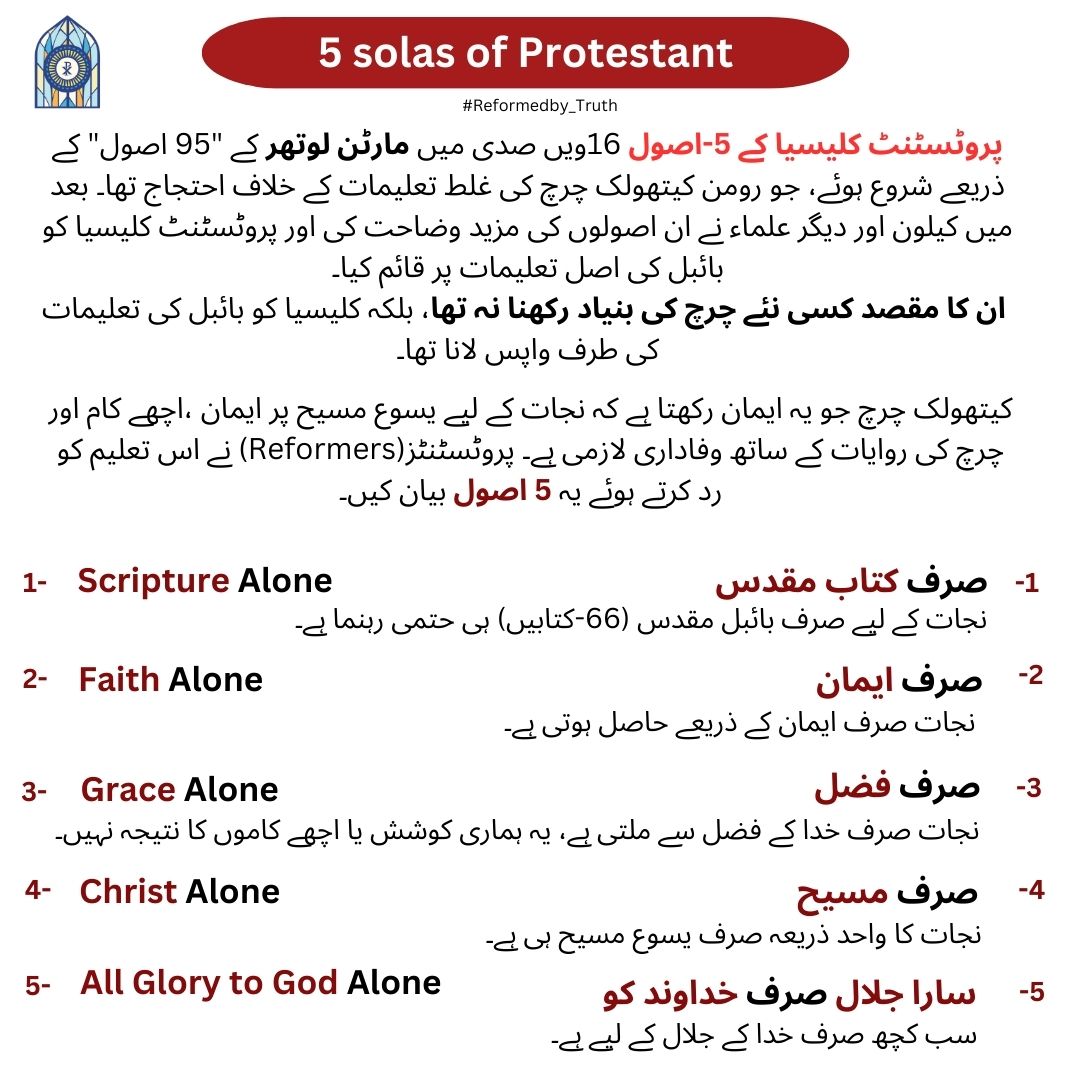 5 solas of Protestant
#Reformedby_Truth
پروٹسٹنٹ کلیسیا کے 5-اصول 16ویں صدی میں مارٹن لوتھر کے "95 اصول" کے
ذریعے شروع ہوئے، جو رومن کیتھولک چرچ کی غلط تعلیمات کے خلاف احتجاج تھا۔ بعد
میں کیلون اور دیگر علماء نے ان اصولوں کی مزید وضاحت کی اور پروٹسٹنٹ کلیسیا کو
بائبل کی اصل تعلیمات پر قائم کیا۔
ان کا مقصد کسی نئے چرچ کی بنیاد رکھنا نہ تھا، بلکہ کلیسیا کو بائبل کی تعلیمات
کی طرف واپس لانا تھا۔
کیتھولک چرچ جو یہ ایمان رکھتا ہے کہ نجات کے لیے یسوع مسیح پر ایمان ،اچھے کام اور
چرچ کی روایات کے ساتھ وفاداری لازمی ہے۔ پروٹسٹنٹز(Reformers) نے اس تعلیم کو
رد کرتے ہوئے یہ 5 اصول بیان کیں۔
1- Scripture Alone
1- صرف کتاب مقدس
نجات کے لیے صرف بائبل مقدس (66-کتابیں) ہی حتمی رہنما ہے۔
2- Faith Alone
2- صرف ایمان
نجات صرف ایمان کے ذریعے حاصل ہوتی ہے۔
3- Grace Alone
3- صرف فضل
نجات صرف خدا کے فضل سے ملتی ہے، یہ ہماری کوشش یا اچھے کاموں کا نتیجہ نہیں۔
4- Christ Alone
4- صرف مسیح
نجات کا واحد ذریعہ صرف یسوع مسیح ہی ہے۔
5- All Glory to God Alone
5- سارا جلال صرف خداوند کو
سب کچھ صرف خدا کے جلال کے لیے ہے۔